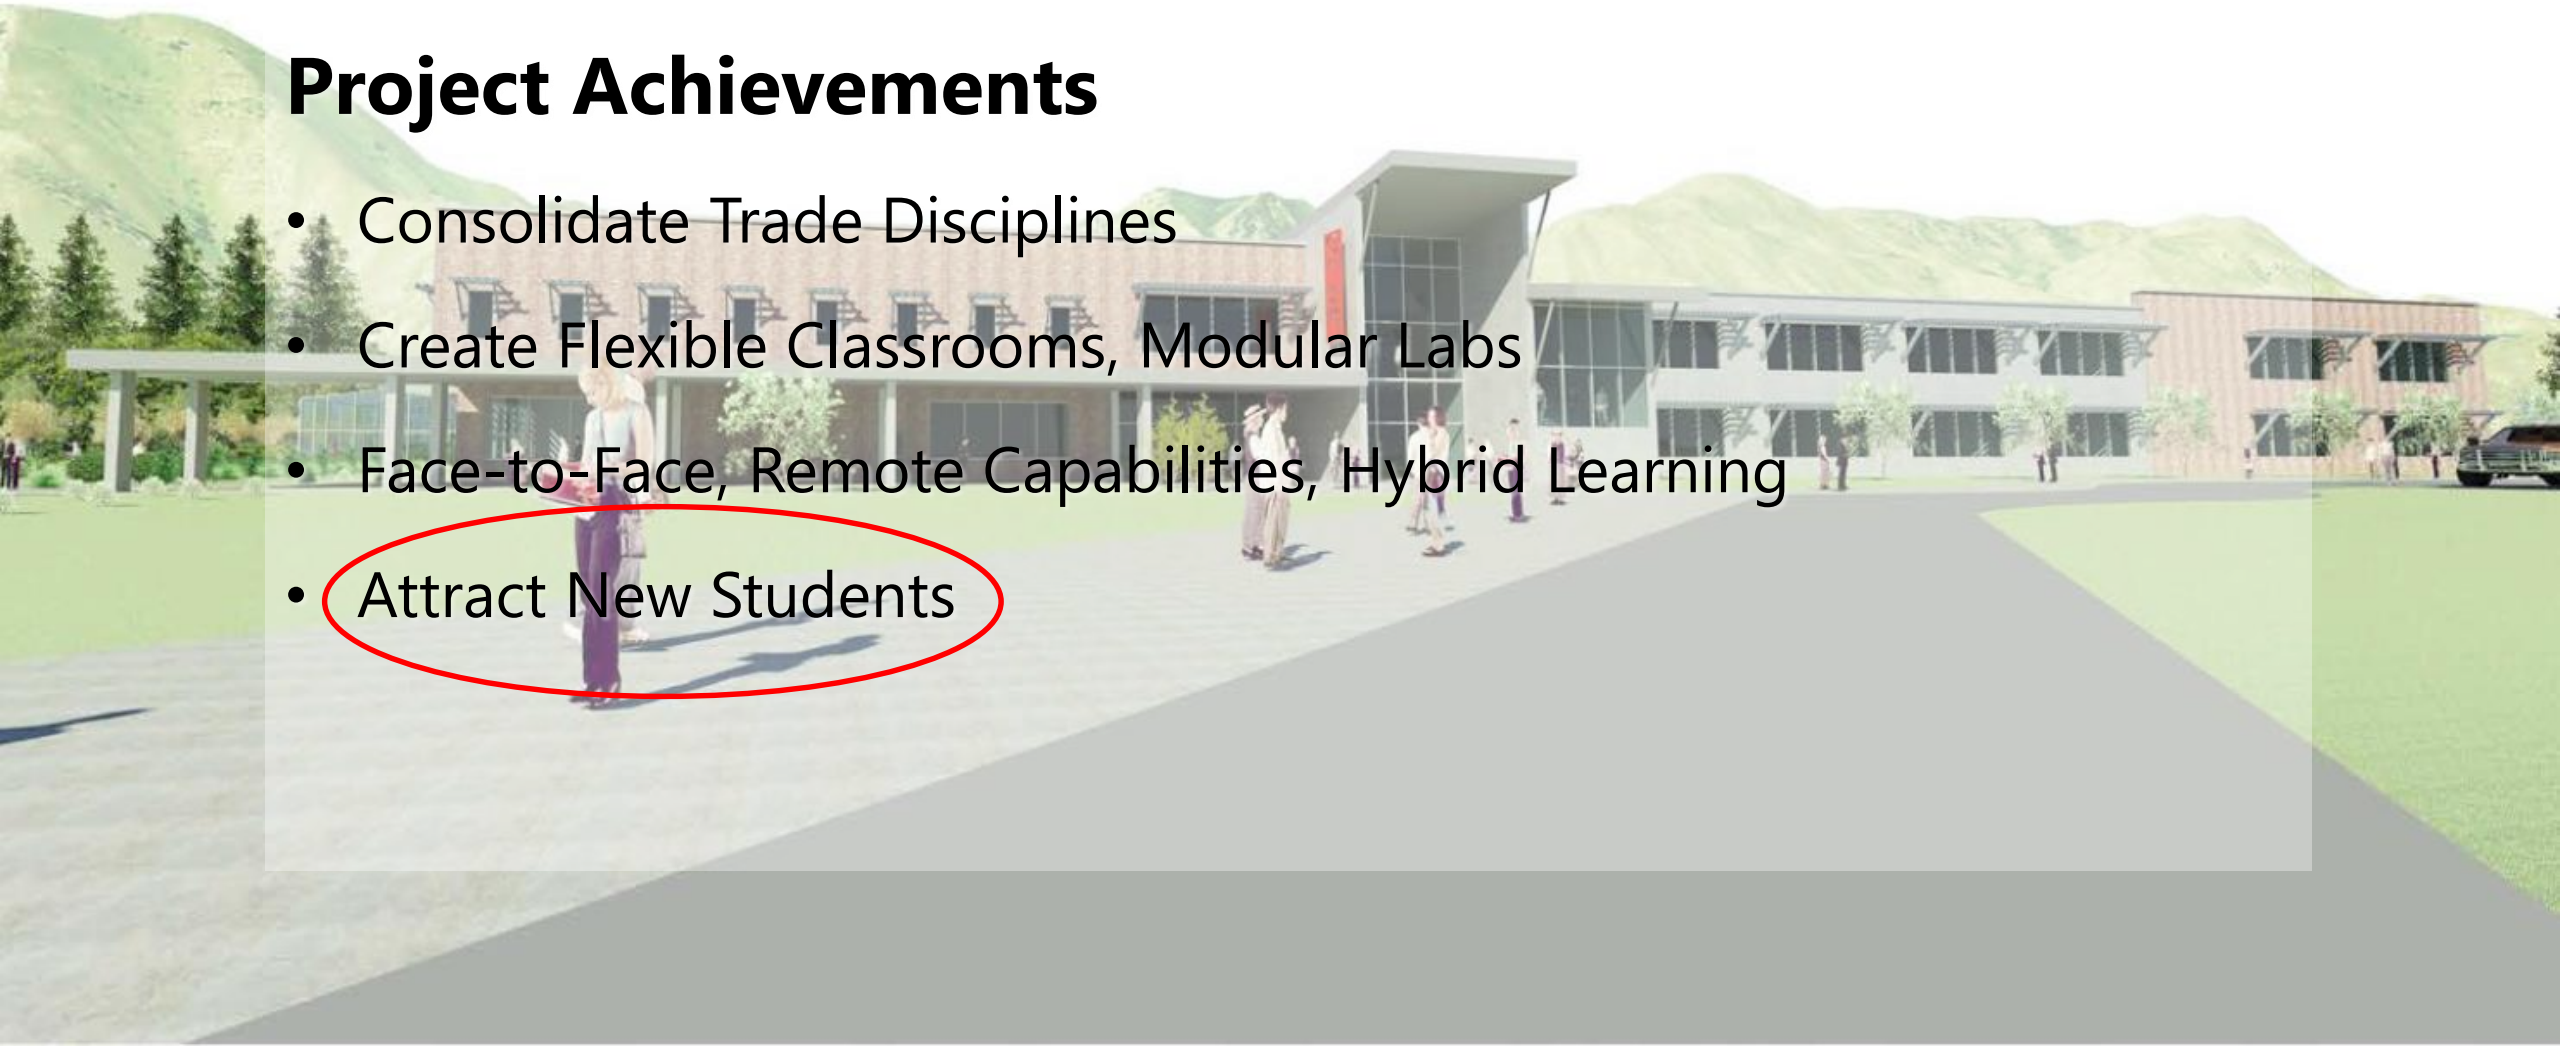 Project Achievements
• Consolidate Trade Disciplines
• Create Flexible Classrooms, Modular Labs
• Face-to-Face, Remote Capabilities, Hybrid Learning
• Attract New Students